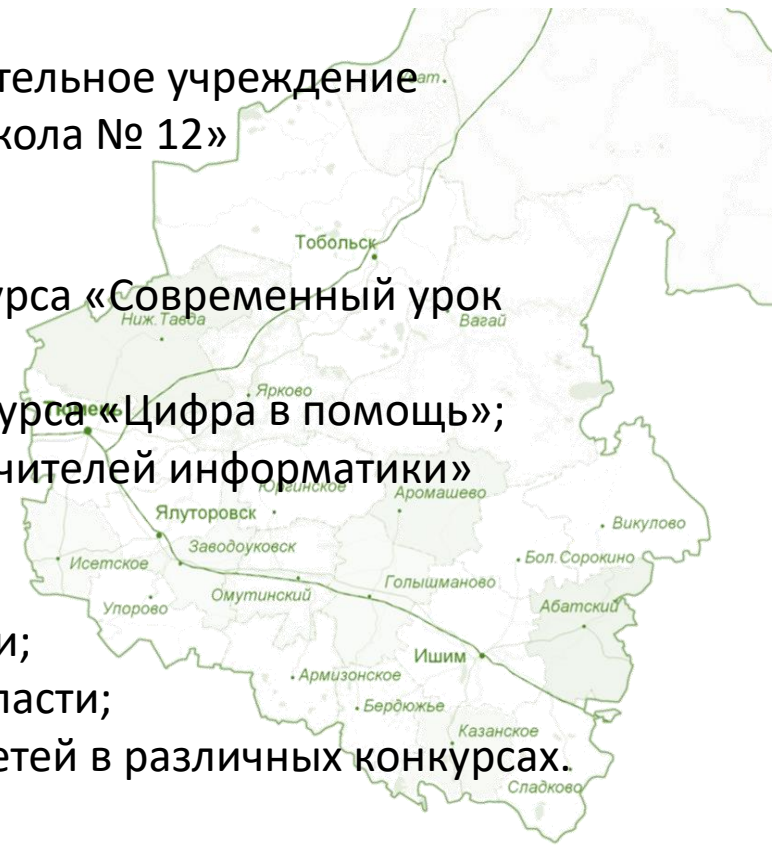 тельное учреждение
кола № 12»
Тобольск
урса «Современный урок
Ниж.Тавда
Вагай
Ярково
Тюмень
урса «Цифра в помощь»;
чителей информатики»
Юргинское
Аромашево
Ялуторовск
Викулово
Заводоуковск
Бол.Сорокино
Исетское
Голышманово
Омутинский
Абатский
Упорово
и;
Ишим
Армизонское
ласти;
Бердюжье
Казанское
етей в различных конкурсах.
Сладково